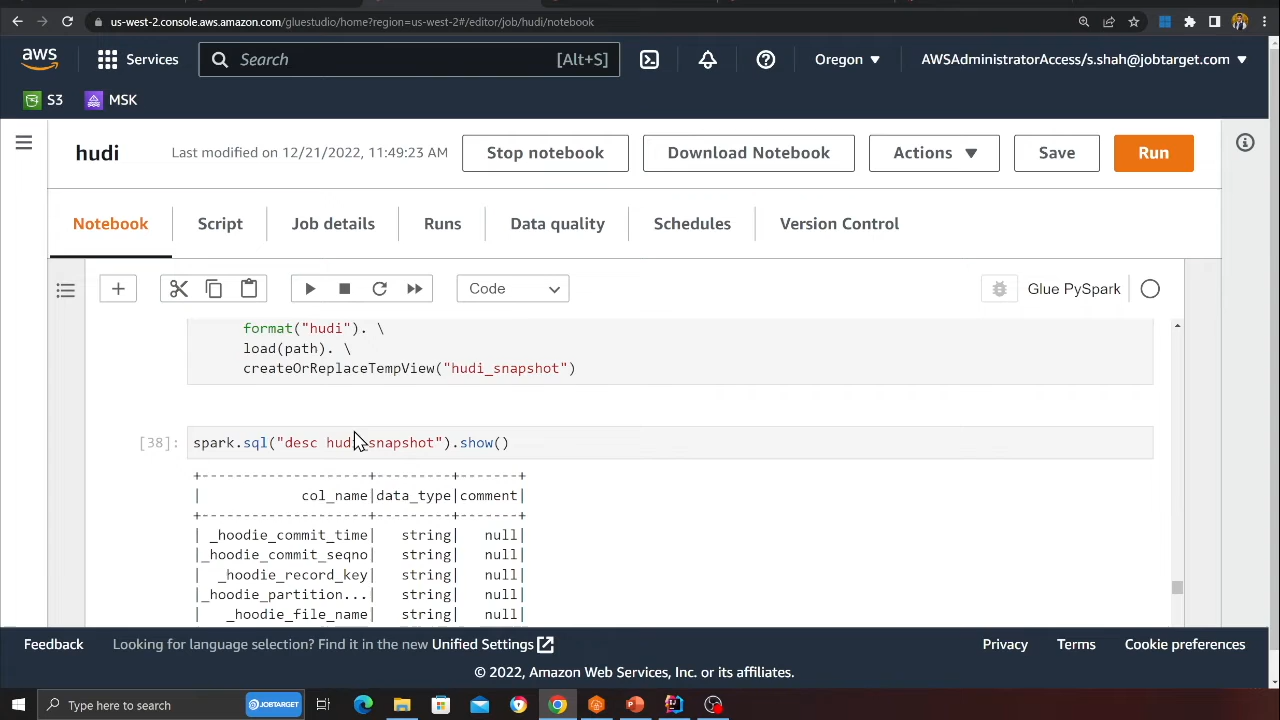 us-west-2.console.aws.amazon.com/gluestudio/home?region=us-west-2#/editor/job/hudi/notebook
aws
Services
Search
[Alt+S]
Oregon
AWSAdministratorAccess/s.shah@jobtarget.com
S3
MSK
hudi
Last modified on 12/21/2022, 11:49:23 AM
Stop notebook
Download Notebook
Actions
Save
Run
Notebook
Script
Job details
Runs
Data quality
Schedules
Version Control
Code
Glue PySpark
format("hudi"). \
load(path). \
createOrReplaceTempView("hudi_snapshot")
[38]:
spark.sql("desc hudi_snapshot").show()
+--------------------+---------+-------+
|            col_name|data_type|comment|
+--------------------+---------+-------+
| _hoodie_commit_time|   string|   null|
|_hoodie_commit_seqno|   string|   null|
|  _hoodie_record_key|   string|   null|
|_hoodie_partition...|   string|   null|
|   _hoodie_file_name|   string|   null|
Feedback
Looking for language selection? Find it in the new Unified Settings
Privacy
Terms
Cookie preferences
© 2022, Amazon Web Services, Inc. or its affiliates.
Type here to search
JOBTARGET